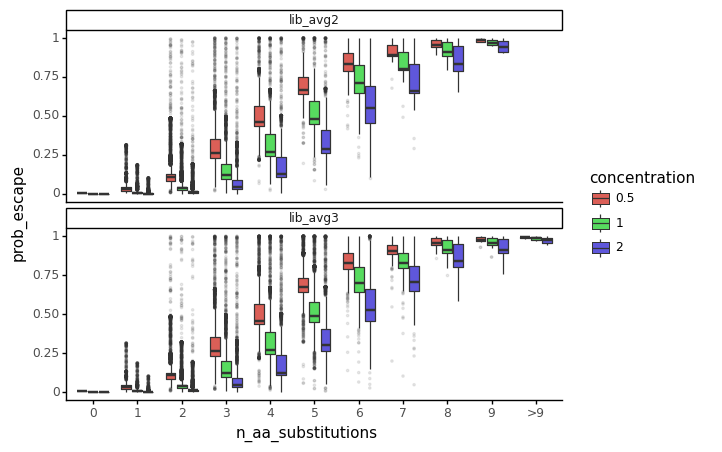 lib_avg2
1
0.75
0.50
0.25
0
lib_avg3
1
0.75
0.50
0.25
0
0 1 2 3 4 5 6 7 8 9 >9
n_aa_substitutions
prob_escape
concentration
0.5
1
2